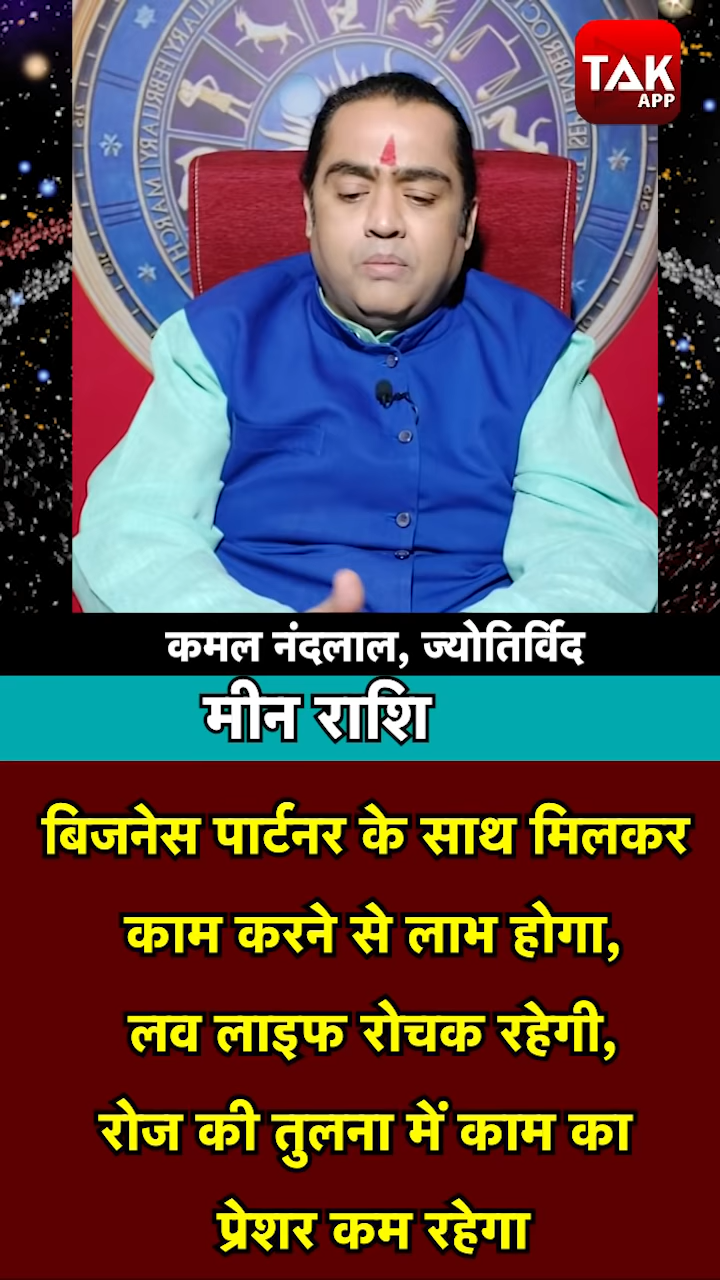 TAK
APP
कमल नंदलाल, ज्योतिर्विद
मीन राशि
बिजनेस पार्टनर के साथ मिलकर
काम करने से लाभ होगा,
लव लाइफ रोचक रहेगी,
रोज की तुलना में काम का
प्रेशर कम रहेगा